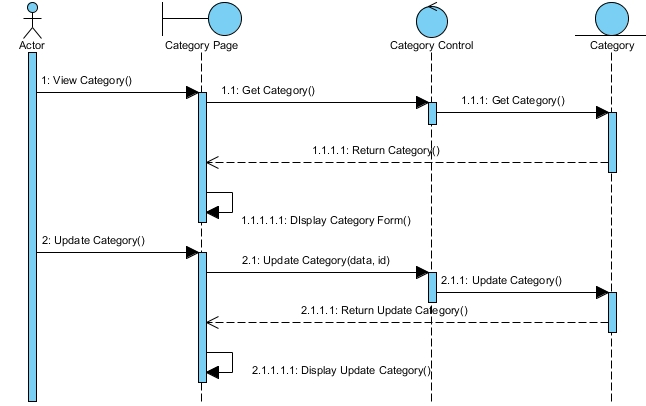 Actor
Category Page
Category Control
Category
1: View Category()
1.1: Get Category()
1.1.1: Get Category()
1.1.1.1: Return Category()
1.1.1.1.1: DIsplay Category Form()
2: Update Category()
2.1: Update Category(data, id)
2.1.1: Update Category()
2.1.1.1: Return Update Category()
2.1.1.1.1: Display Update Category()